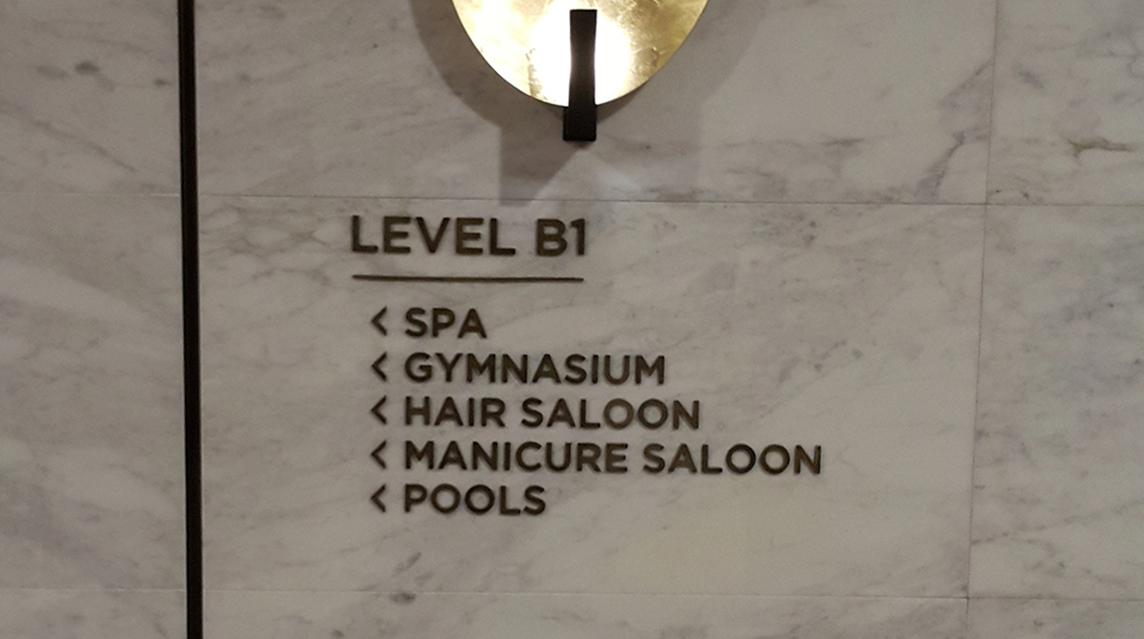 LEVEL B1
< SPA
< GYMNASIUM
< HAIR SALOON
< MANICURE SALOON
< POOLS